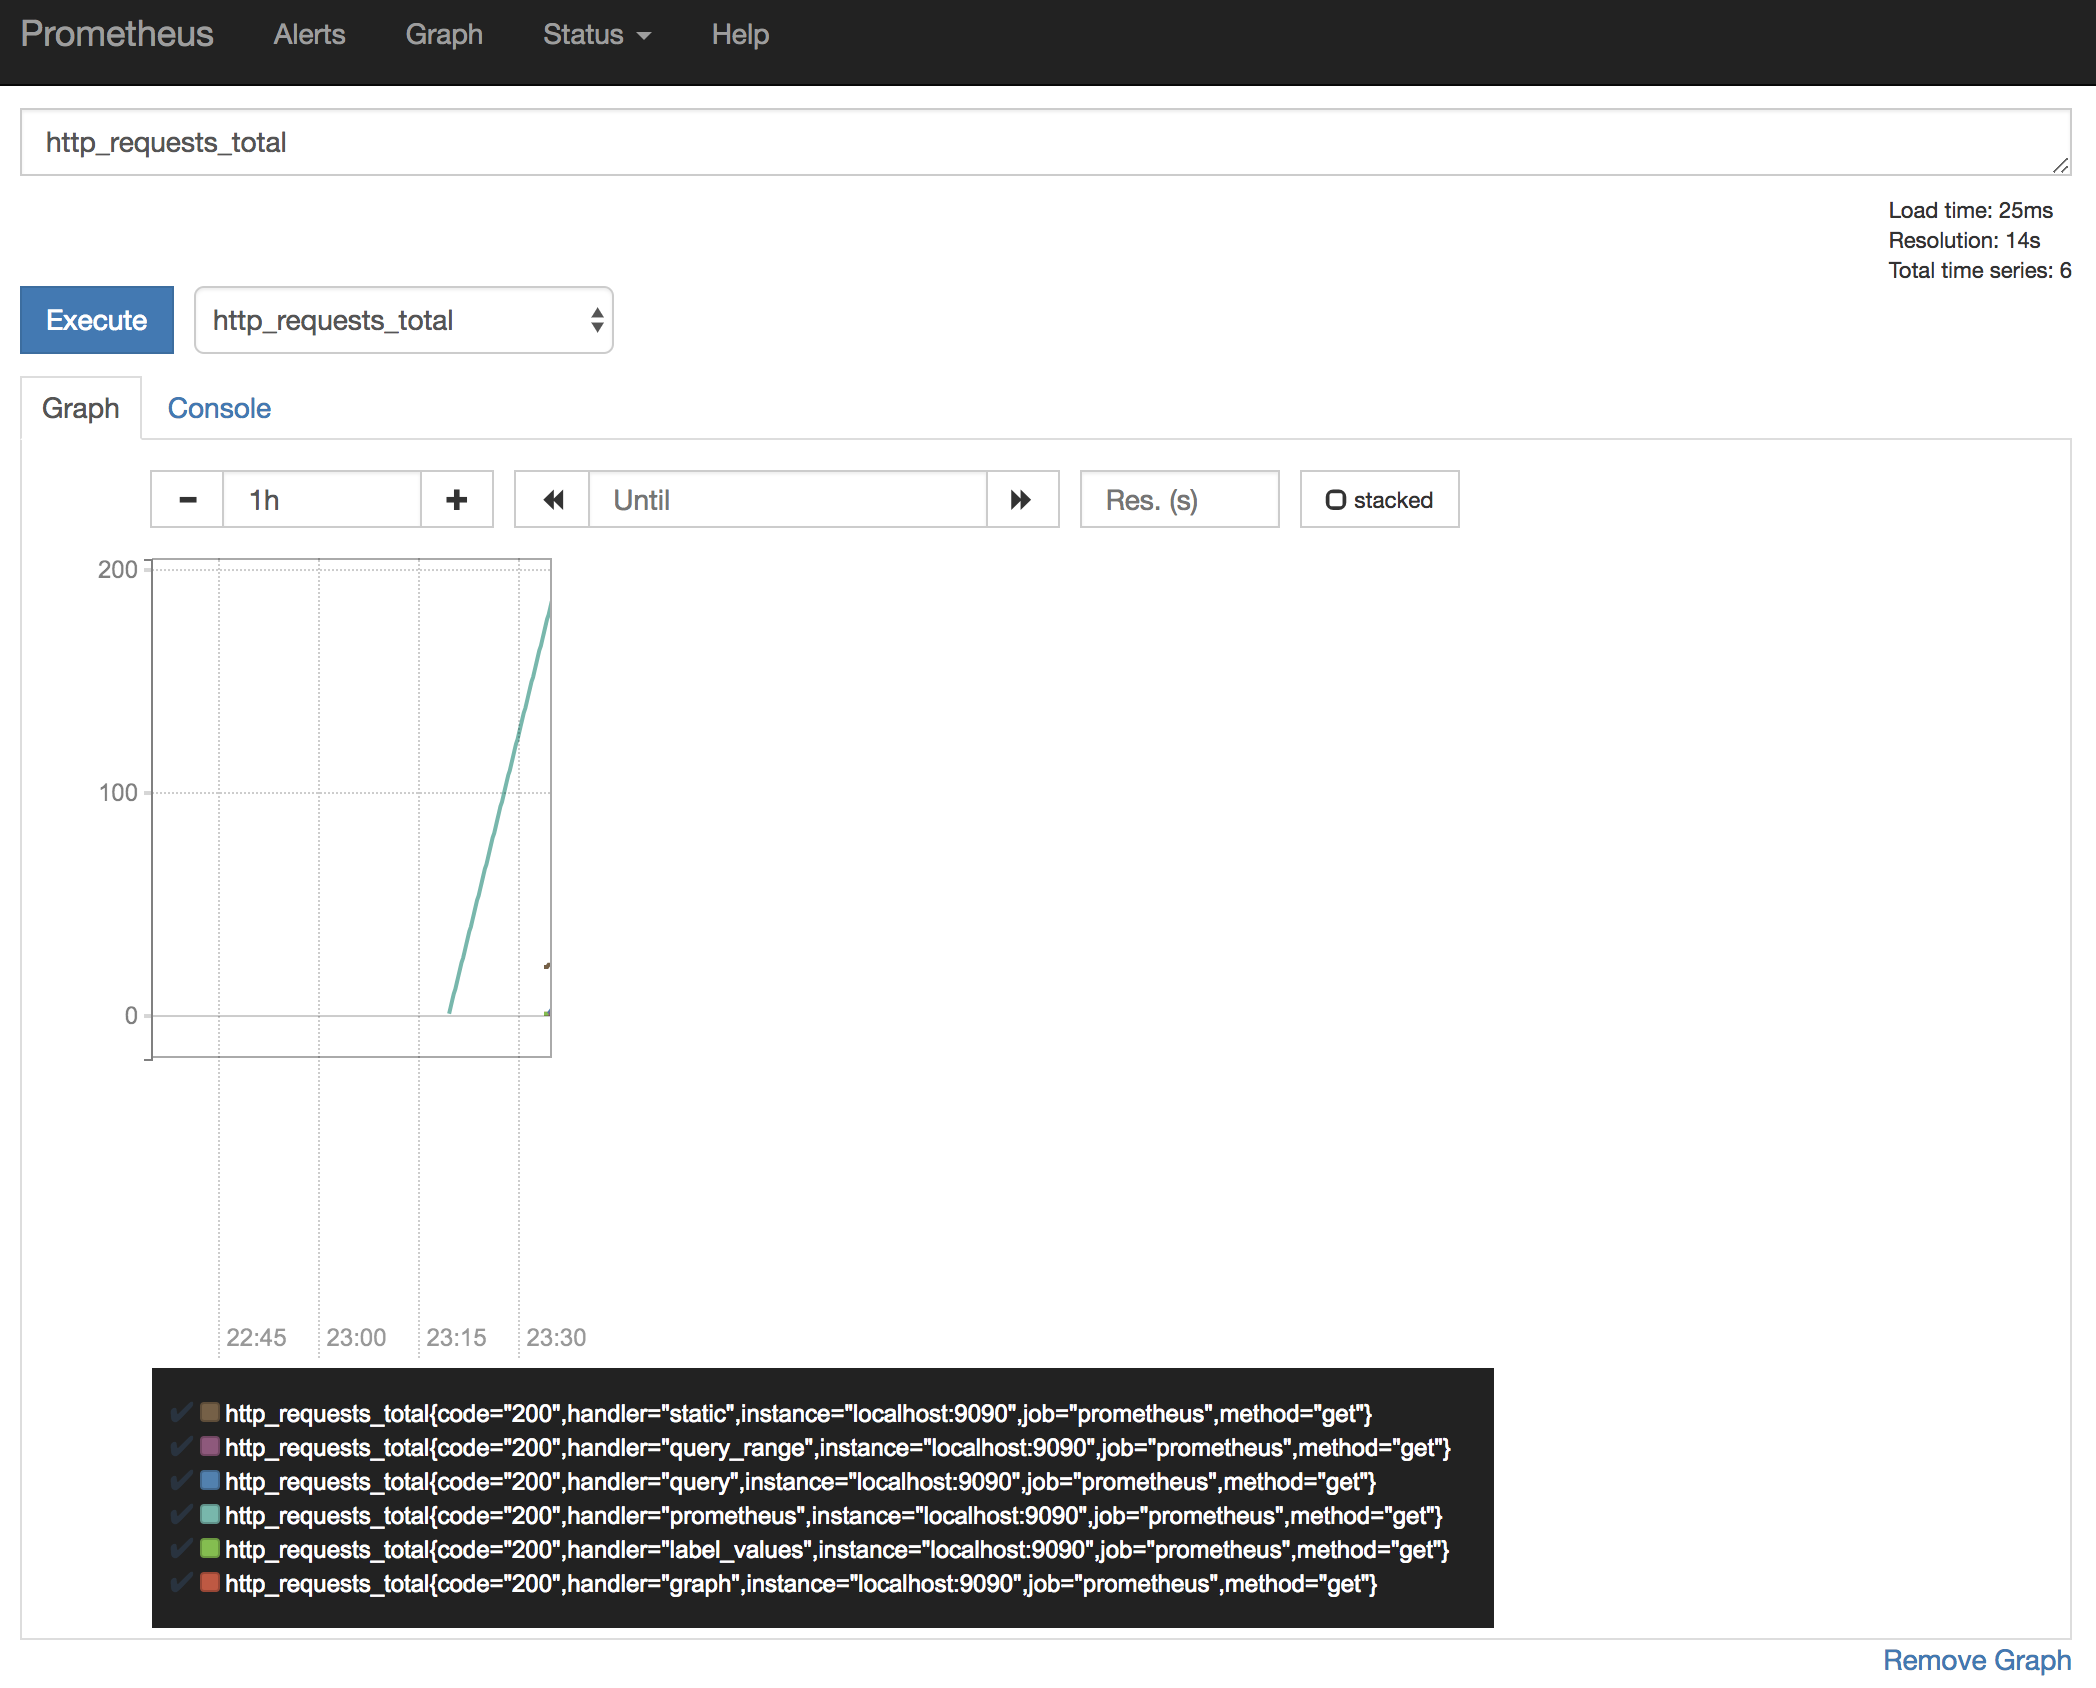 Prometheus Alerts Graph Status Help
http_requests_total
Load time: 25ms
Resolution: 14s
Total time series: 6
Execute http_requests_total
Graph Console
1h Until Res. (s) stacked
200
100
0
22:45 23:00 23:15 23:30
http_requests_total{code="200",handler="static",instance="localhost:9090",job="prometheus",method="get"}
http_requests_total{code="200",handler="query_range",instance="localhost:9090",job="prometheus",method="get"}
http_requests_total{code="200",handler="query",instance="localhost:9090",job="prometheus",method="get"}
http_requests_total{code="200",handler="prometheus",instance="localhost:9090",job="prometheus",method="get"}
http_requests_total{code="200",handler="label_values",instance="localhost:9090",job="prometheus",method="get"}
http_requests_total{code="200",handler="graph",instance="localhost:9090",job="prometheus",method="get"}
Remove Graph